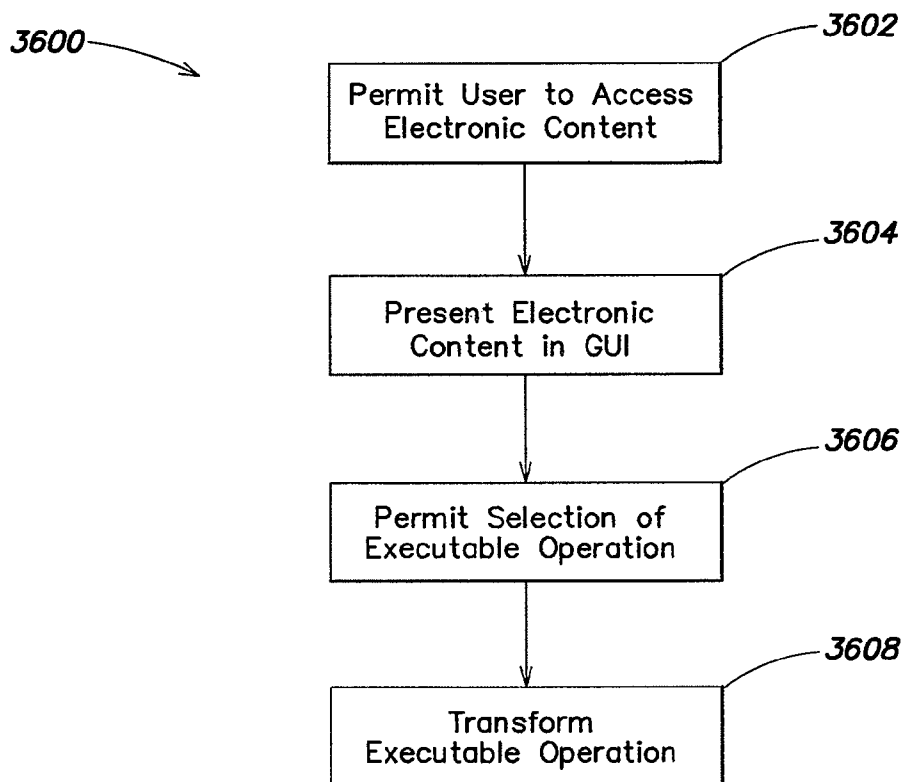 3600
3602
Permit User to Access
Electronic Content
3604
Present Electronic
Content in GUI
3606
Permit Selection of
Executable Operation
3608
Transform
Executable Operation